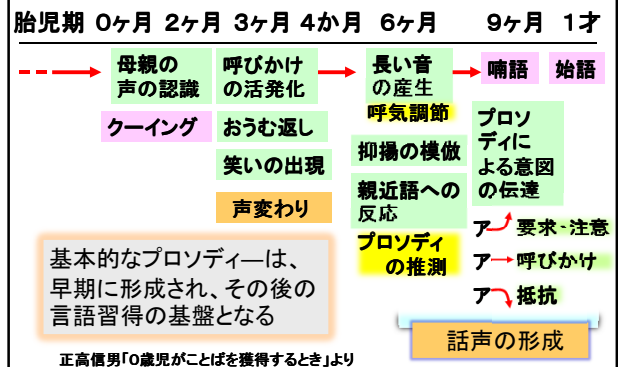 胎児期 0ヶ月 2ヶ月 3ヶ月 4か月 6ヶ月 9ヶ月 1才
母親の
声の認識
クーイング
呼びかけ
の活発化
おうむ返し
笑いの出現
声変わり
長い音
の産生
呼気調節
抑揚の模倣
親近語への
反応
プロソディ
の推測
喃語
始語
プロソ
ディに
よる意図
の伝達
ア 要求・注意
ア 呼びかけ
ア 抵抗
話声の形成
基本的なプロソディ―は、
早期に形成され、その後の
言語習得の基盤となる
正高信男「0歳児がことばを獲得するとき」より